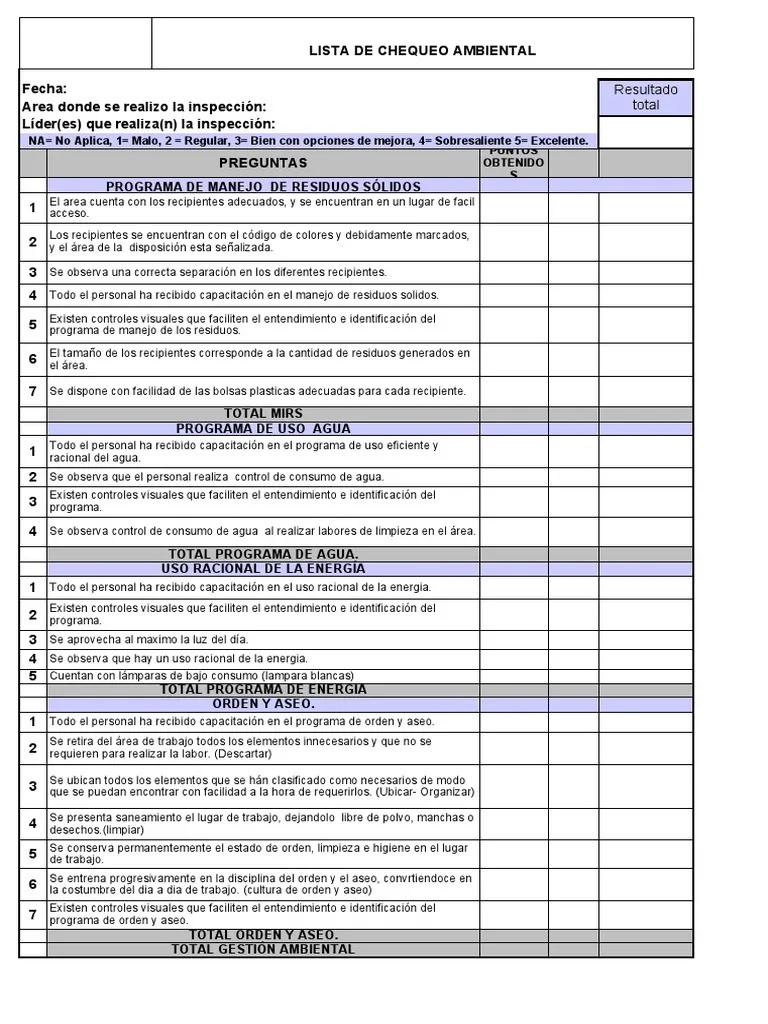 LISTA DE CHEQUEO AMBIENTAL
Fecha:
Area donde se realizo la inspección:
Líder(es) que realiza(n) la inspección:
Resultado
total
NA= No Aplica, 1= Malo, 2 = Regular, 3= Bien con opciones de mejora, 4= Sobresaliente 5= Excelente.
PREGUNTAS
PUNTOS
OBTENIDO
S
PROGRAMA DE MANEJO DE RESIDUOS SÓLIDOS
1 El area cuenta con los recipientes adecuados, y se encuentran en un lugar de facil
acceso.
2 Los recipientes se encuentran con el código de colores y debidamente marcados,
y el área de la disposición esta señalizada.
3 Se observa una correcta separación en los diferentes recipientes.
4 Todo el personal ha recibido capacitación en el manejo de residuos solidos.
5 Existen controles visuales que faciliten el entendimiento e identificación del
programa de manejo de los residuos.
6 El tamaño de los recipientes corresponde a la cantidad de residuos generados en
el área.
7 Se dispone con facilidad de las bolsas plasticas adecuadas para cada recipiente.
TOTAL MIRS
PROGRAMA DE USO AGUA
1 Todo el personal ha recibido capacitación en el programa de uso eficiente y
racional del agua.
2 Se observa que el personal realiza control de consumo de agua.
3 Existen controles visuales que faciliten el entendimiento e identificación del
programa.
4 Se observa control de consumo de agua al realizar labores de limpieza en el área.
TOTAL PROGRAMA DE AGUA.
USO RACIONAL DE LA ENERGÍA
1 Todo el personal ha recibido capacitación en el uso racional de la energia.
2 Existen controles visuales que faciliten el entendimiento e identificación del
programa.
3 Se aprovecha al maximo la luz del día.
4 Se observa que hay un uso racional de la energia.
5 Cuentan con lámparas de bajo consumo (lampara blancas)
TOTAL PROGRAMA DE ENERGIA
ORDEN Y ASEO.
1 Todo el personal ha recibido capacitación en el programa de orden y aseo.
2 Se retira del área de trabajo todos los elementos innecesarios y que no se
requieren para realizar la labor. (Descartar)
3 Se ubican todos los elementos que se hán clasificado como necesarios de modo
que se puedan encontrar con facilidad a la hora de requerirlos. (Ubicar- Organizar)
4 Se presenta saneamiento el lugar de trabajo, dejandolo libre de polvo, manchas o
desechos.(limpiar)
5 Se conserva permanentemente el estado de orden, limpieza e higiene en el lugar
de trabajo.
6 Se entrena progresivamente en la disciplina del orden y el aseo, convrtiendoce en
la costumbre del dia a dia de trabajo. (cultura de orden y aseo)
7 Existen controles visuales que faciliten el entendimiento e identificación del
programa de orden y aseo.
TOTAL ORDEN Y ASEO.
TOTAL GESTIÓN AMBIENTAL